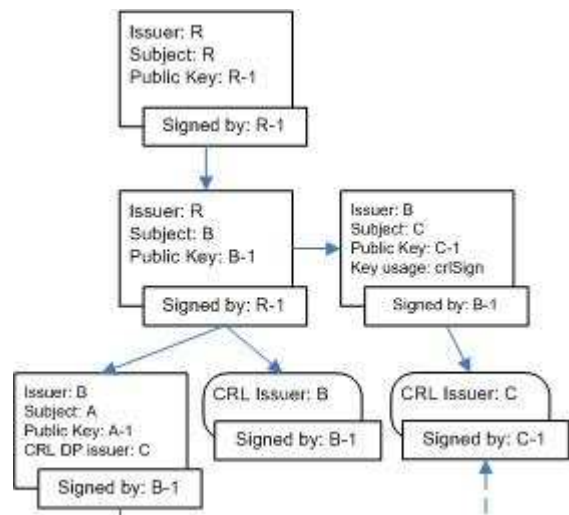 Issuer: R
Subject: R
Public Key: R-1
Signed by: R-1
Issuer: R
Subject: B
Public Key: B-1
Signed by: R-1
Issuer: B
Subject: C
Public Key: C-1
Key usage: crlSign
Signed by: B-1
Issuer: B
Subject: A
Public Key: A-1
CRL DP issuer: C
Signed by: B-1
CRL Issuer: B
Signed by: B-1
CRL Issuer: C
Signed by: C-1